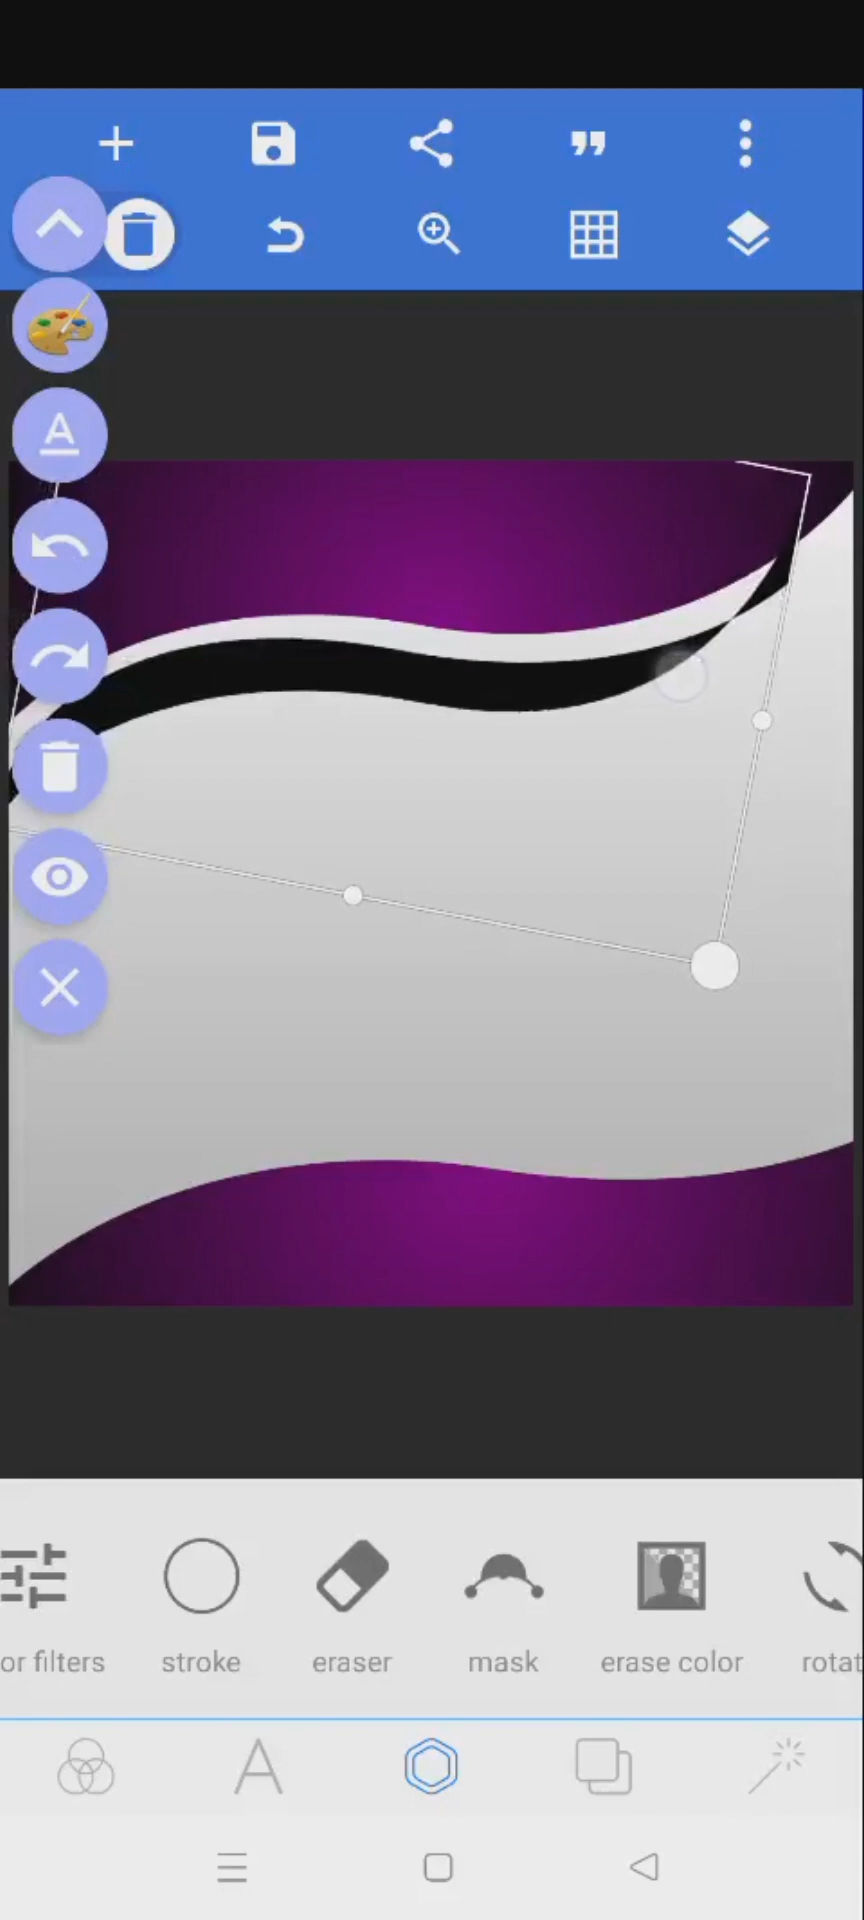 A
or filters
stroke
eraser
mask
erase color
rotat
A